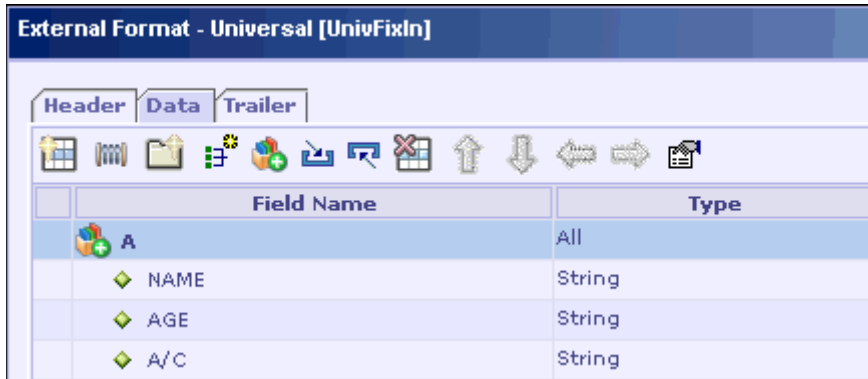 External Format - Universal [UnivFixIn]
Header Data Trailer
Field Name Type
A All
NAME String
AGE String
A/C String